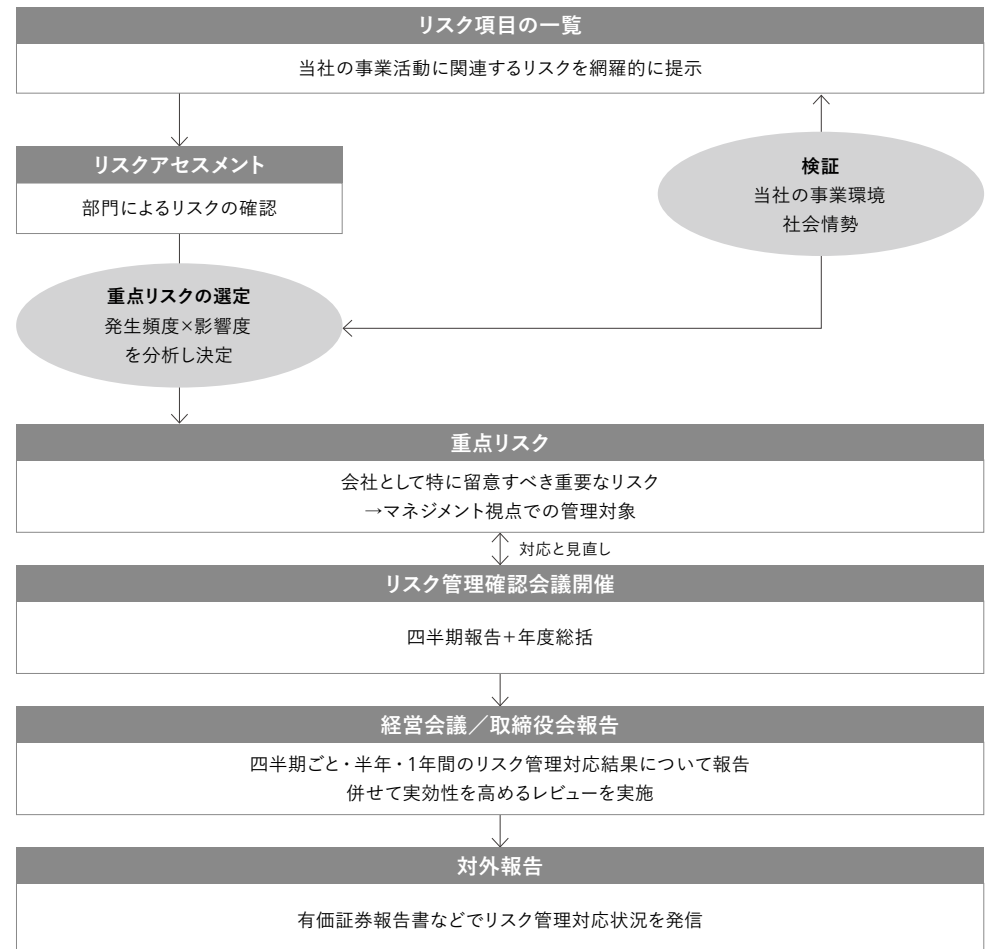 リスク項目の一覧
当社の事業活動に関連するリスクを網羅的に提示
リスクアセスメント
部門によるリスクの確認
検証
当社の事業環境
社会情勢
重点リスクの選定
発生頻度×影響度
を分析し決定
重点リスク
会社として特に留意すべき重要なリスク
→マネジメント視点での管理対象
対応と見直し
リスク管理確認会議開催
四半期報告+年度総括
経営会議／取締役会報告
四半期ごと・半年・1年間のリスク管理対応結果について報告
併せて実効性を高めるレビューを実施
対外報告
有価証券報告書などでリスク管理対応状況を発信